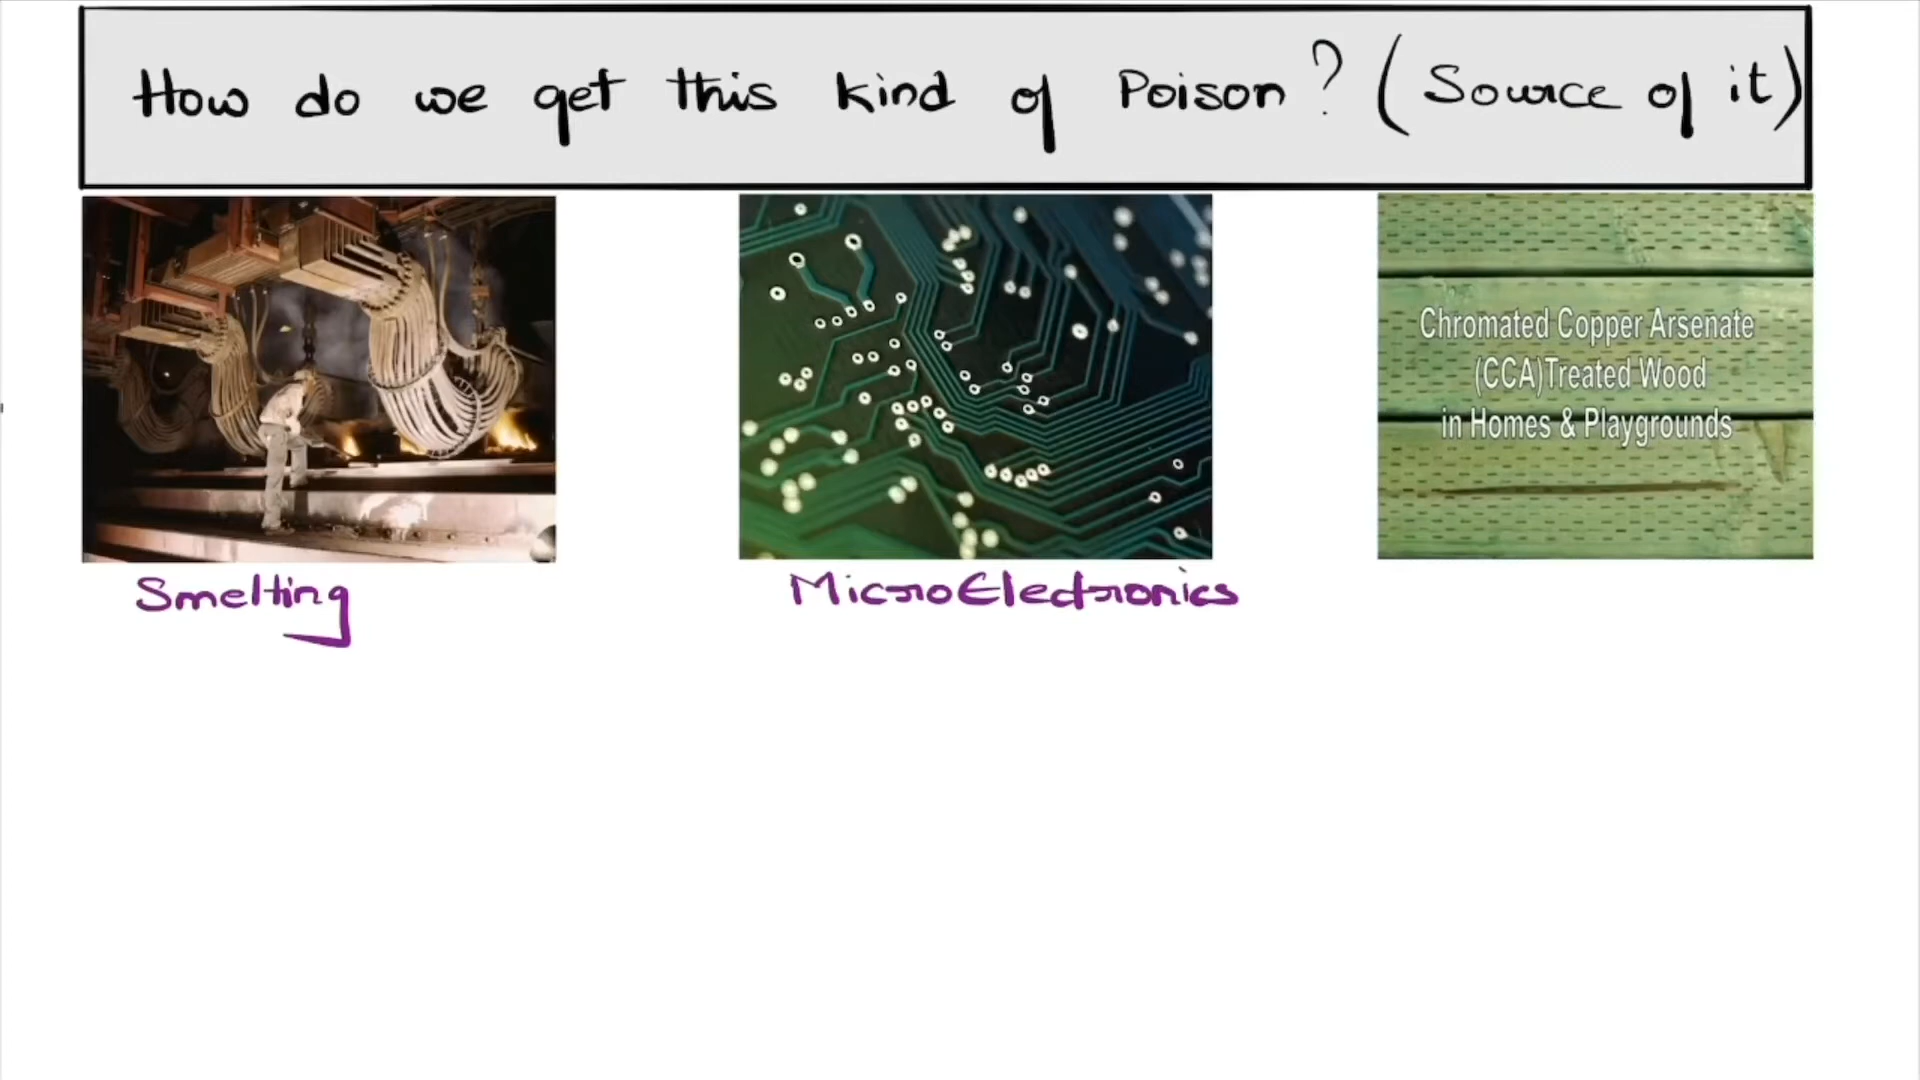 How do we get this kind of Poison? (Source of it)
Chromated Copper Arsenate
(CCA)Treated Wood
in Homes & Playgrounds
Smelting
MicroElectronics